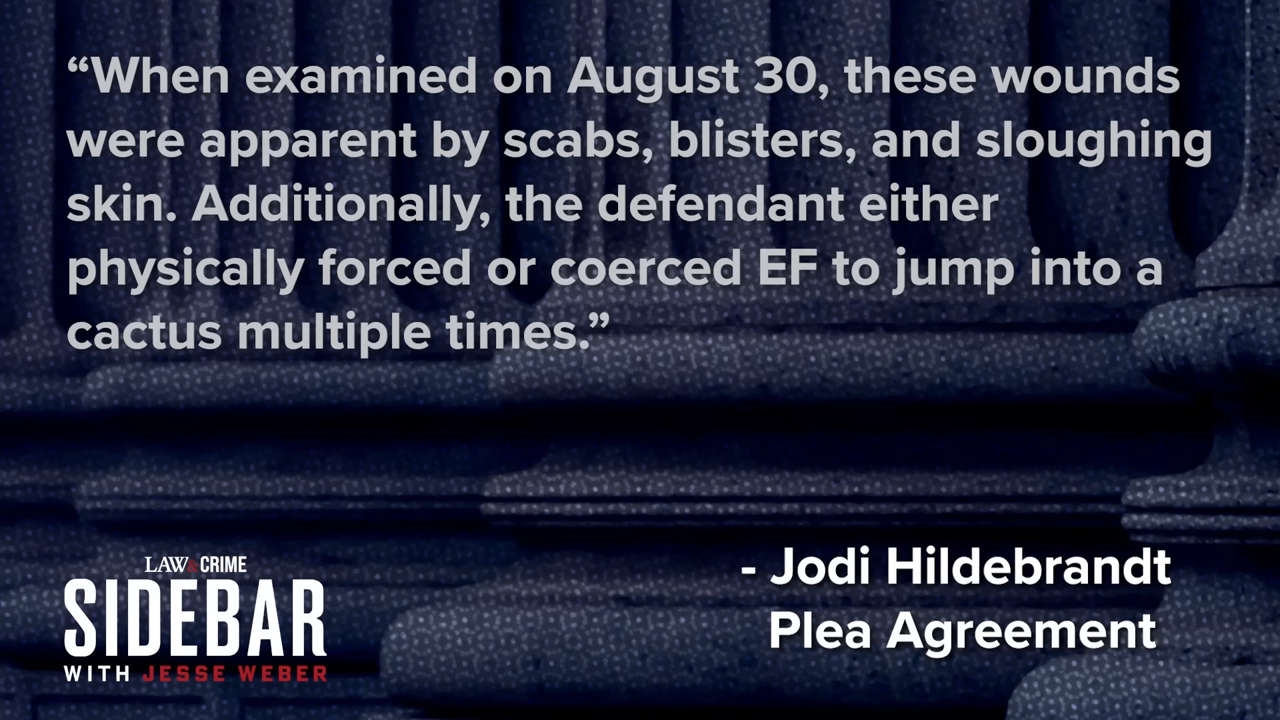 “When examined on August 30, these wounds
were apparent by scabs, blisters, and sloughing
skin. Additionally, the defendant either
physically forced or coerced EF to jump into a
cactus multiple times.”
- Jodi Hildebrandt
Plea Agreement
LAW&CRIME
SIDEBAR
WITH JESSE WEBER